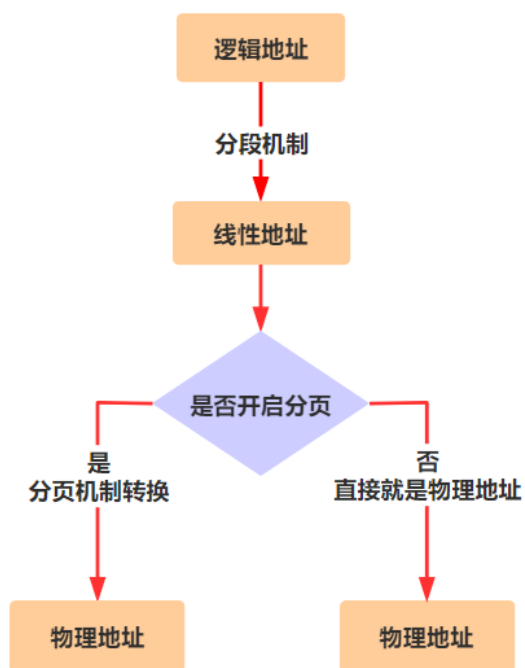 逻辑地址
分段机制
线性地址
是否开启分页
是
分页机制转换
否
直接就是物理地址
物理地址
物理地址